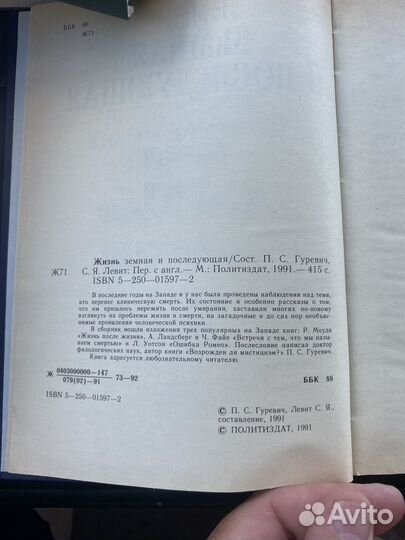 ББК 88
Ж71
Жизнь земная и последующая/Сост. П. С. Гуревич,
Ж71 С. Я. Левит: Пер. с англ.— М.: Политиздат, 1991.— 415 с.
ISBN 5—250—01597—2
В последние годы на Западе и у нас были проведены наблюдения над теми,
кто перенес клиническую смерть. Их состояние и особенно рассказы о том,
что им пришлось пережить после умирания, заставили многих по-новому
взглянуть на проблемы жизни и смерти, на загадочные и до сих пор необъяс-
нимые проявления человеческой психики.
В сборник вошли изложения трех популярных на Западе книг: Р. Моуди
«Жизнь после жизни», А. Ландсберг и Ч. Файе «Встречи с тем, что мы назы-
ваем смертью» и Л. Уотсон «Ошибка Ромео». Послесловие написал доктор
филологических наук, автор книги «Возрожден ли мистицизм?» П. С. Гуревич.
Книга адресуется любознательному читателю.
Ж 0403000000—147
079(02)—91 73—92
ББК 88
ISBN 5—250—01597—2
© П. С. Гуревич, Левит С. Я.,
составление, 1991
© ПОЛИТИЗДАТ, 1991
Avito